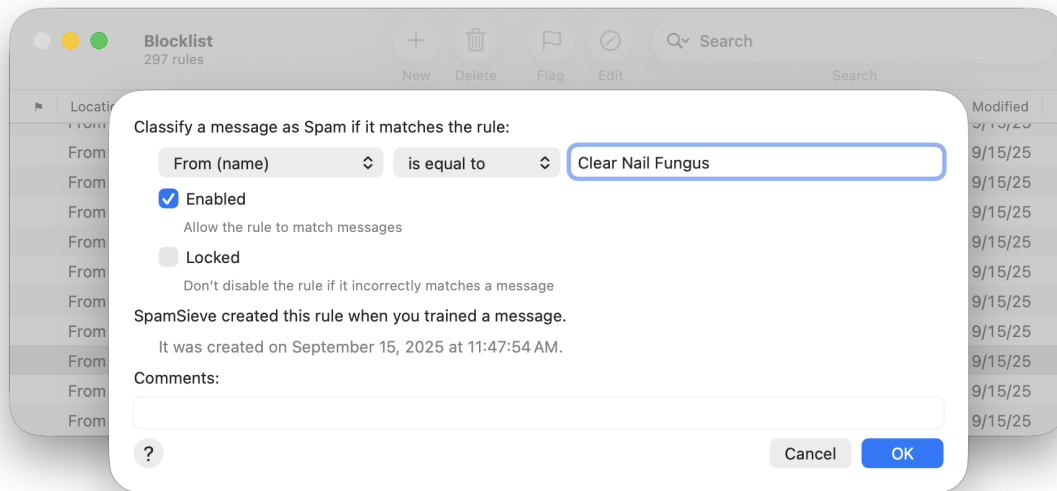 Blocklist
297 rules
New
Delete
Flag
Edit
Search
Search
Modified
Classify a message as Spam if it matches the rule:
From (name)
is equal to
Clear Nail Fungus
Enabled
Allow the rule to match messages
Locked
Don't disable the rule if it incorrectly matches a message
SpamSieve created this rule when you trained a message.
It was created on September 15, 2025 at 11:47:54 AM.
Comments:
?
Cancel
OK
From
9/15/25
From
9/15/25
From
9/15/25
From
9/15/25
From
9/15/25
From
9/15/25
From
9/15/25
From
9/15/25
From
9/15/25
From
9/15/25